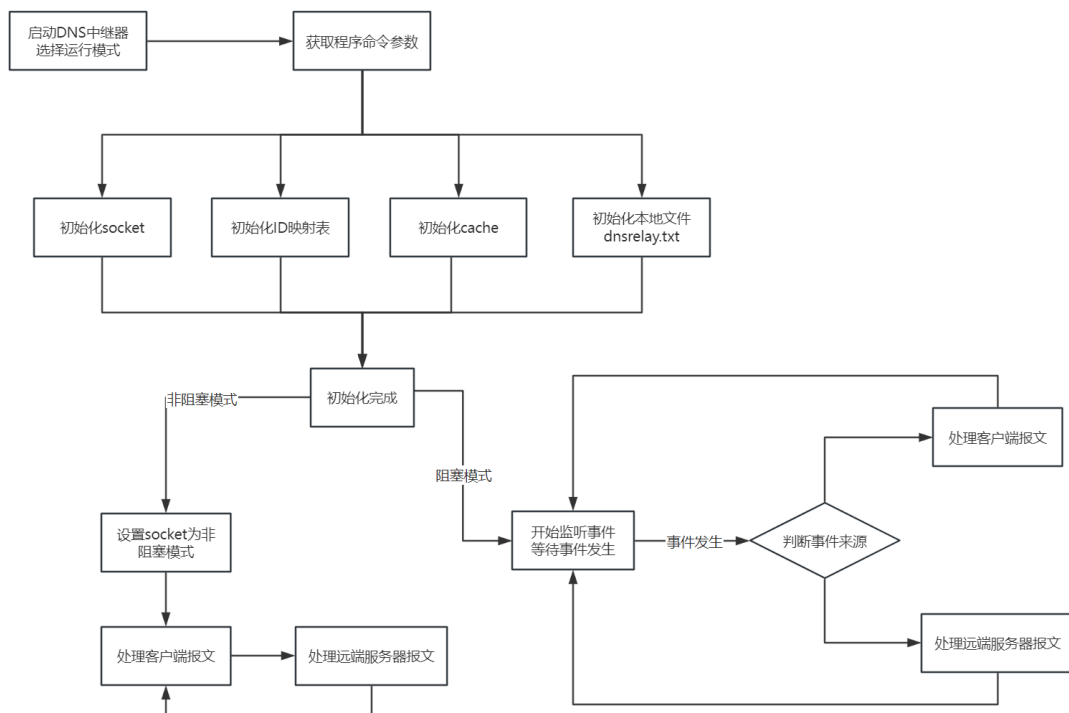 启动DNS中继器
选择运行模式
获取程序命令参数
初始化socket
初始化ID映射表
初始化cache
初始化本地文件
dnsrelay.txt
初始化完成
非阻塞模式
阻塞模式
处理客户端报文
设置socket为非
阻塞模式
开始监听事件
等待事件发生
事件发生
判断事件来源
处理客户端报文
处理远端服务器报文
处理远端服务器报文